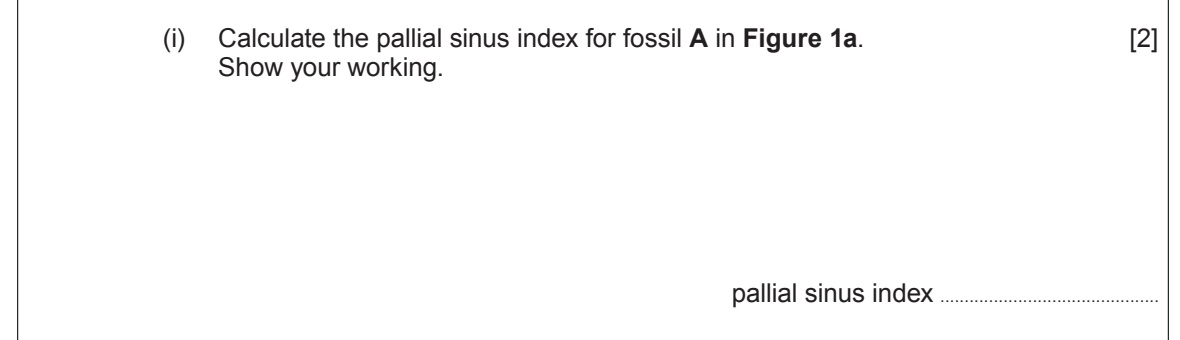 (i) Calculate the pallial sinus index for fossil A in Figure 1a. [2]
Show your working.
pallial sinus index ............................................